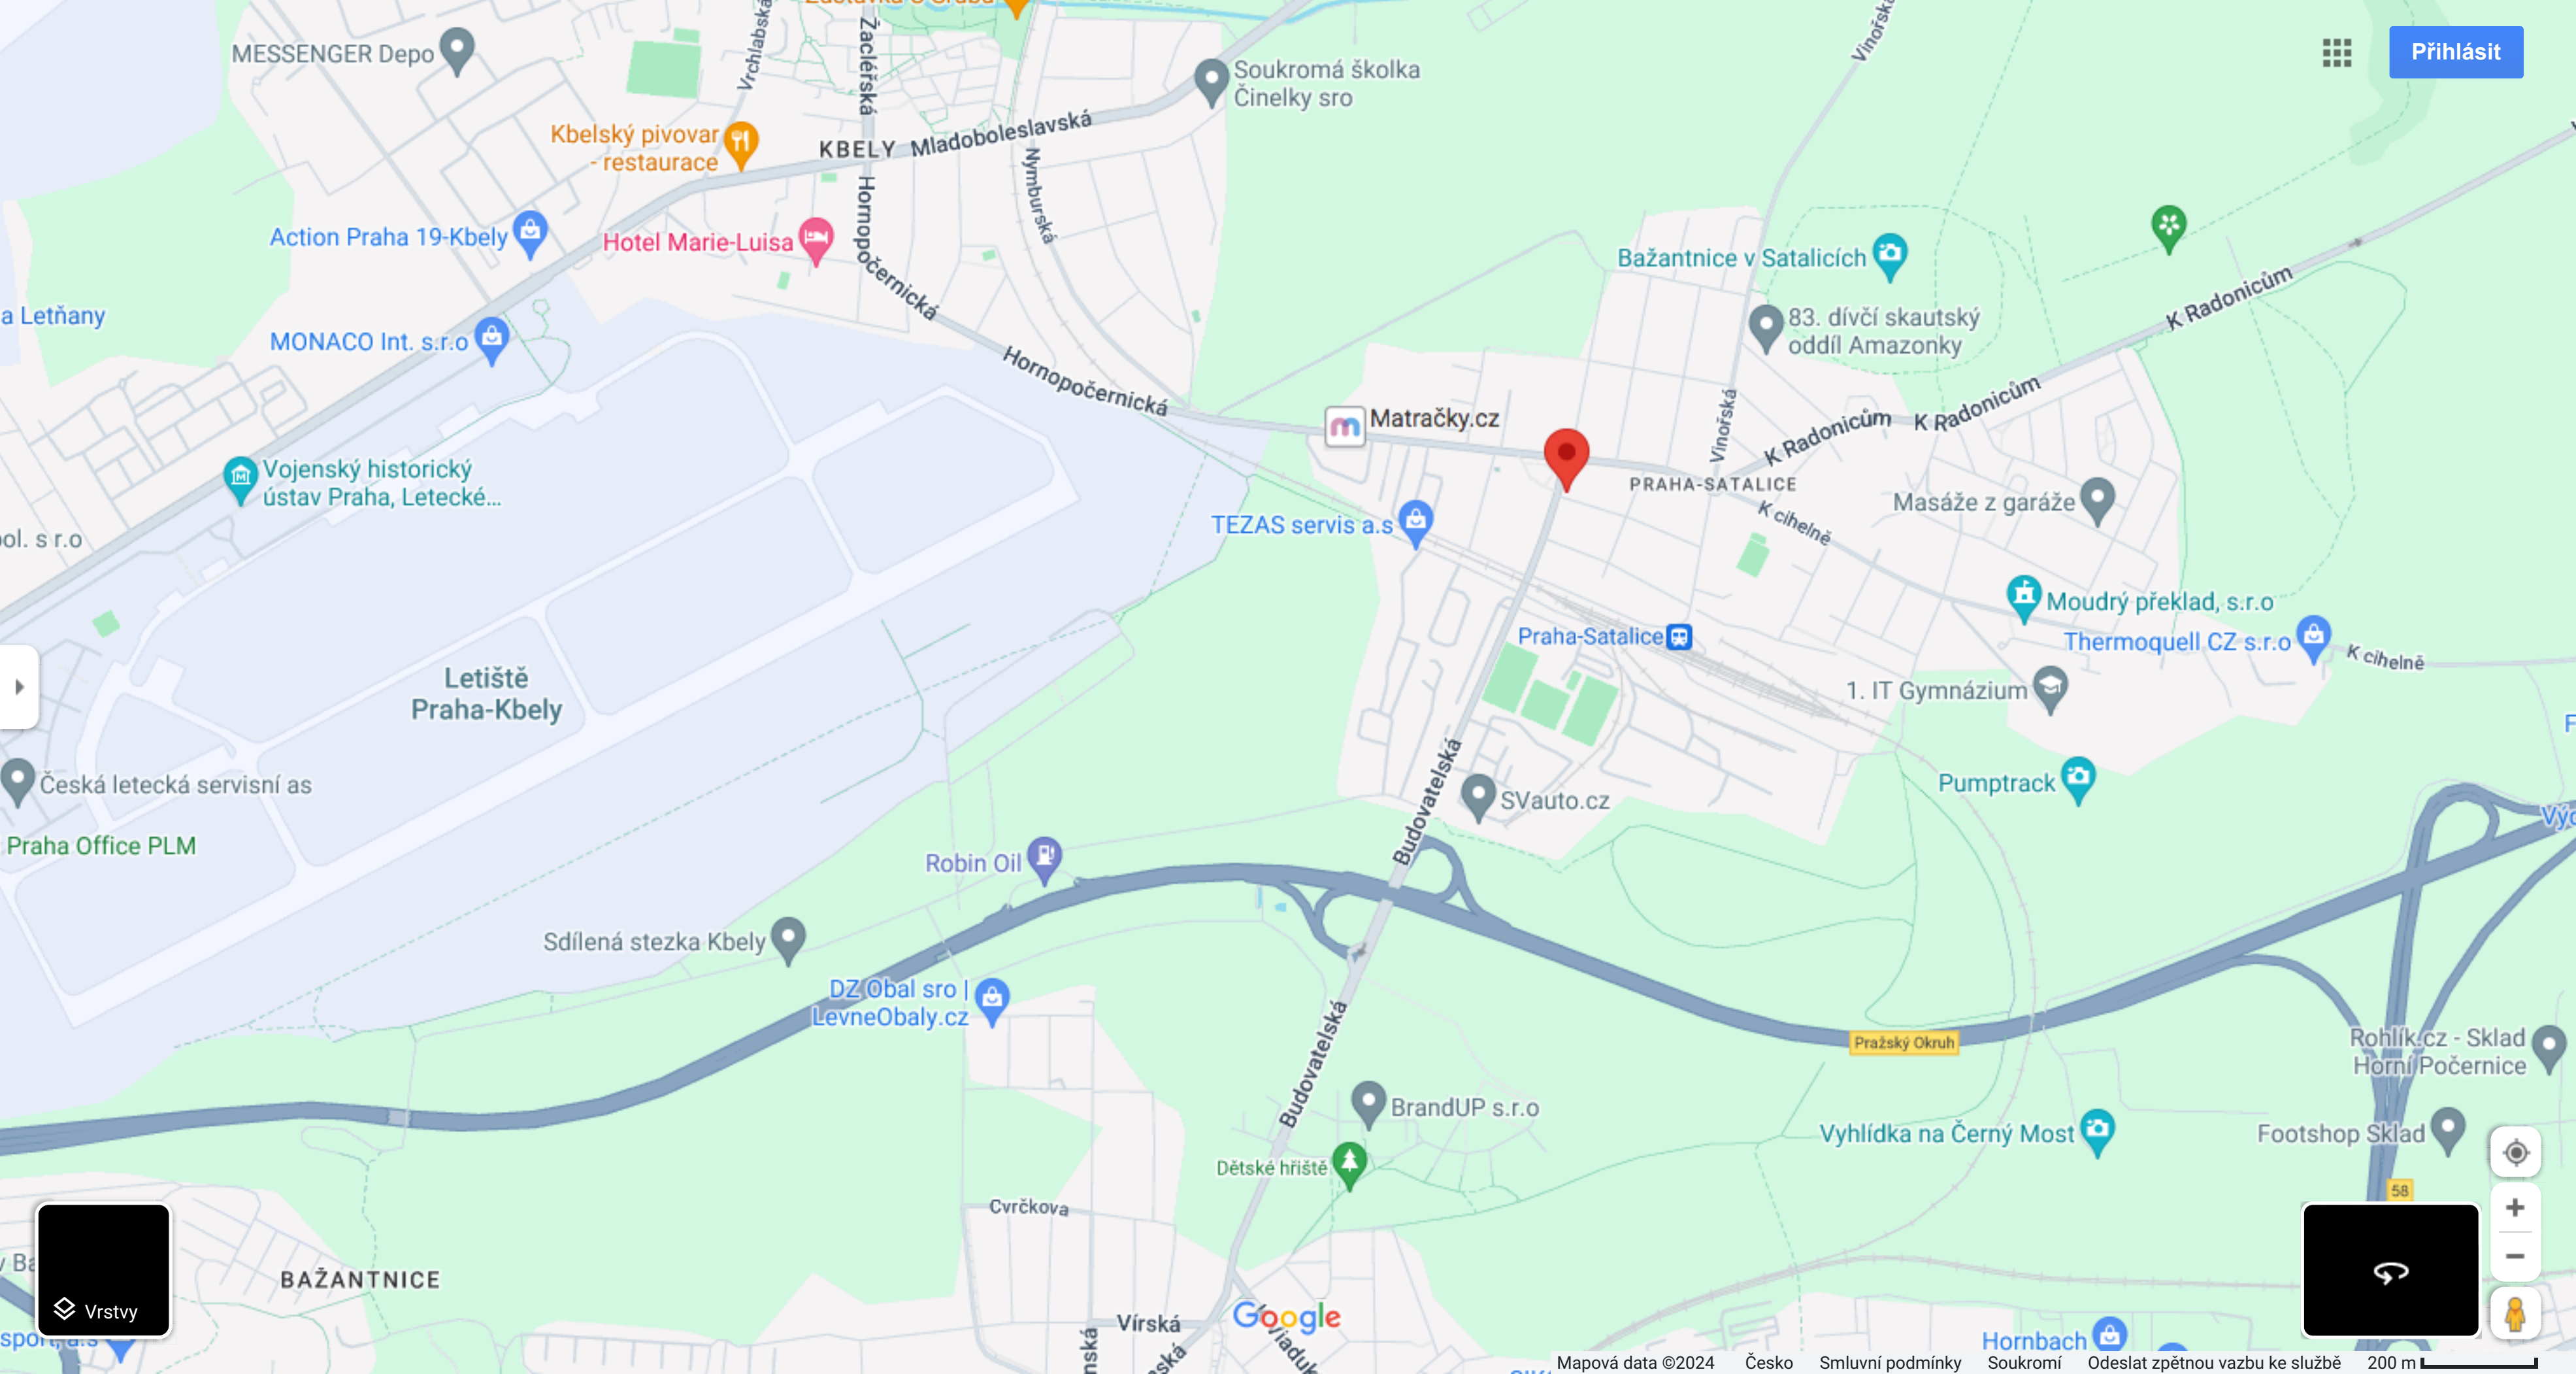 MESSENGER Depo
Vrchlabská
Žacléřská
Soukromá školka
Činelky sro
Vinořská
Přihlásit
Kbelský pivovar
- restaurace
KBELY
Mladoboleslavská
Nymburská
Hornopočernická
Action Praha 19-Kbely
Hotel Marie-Luisa
Bažantnice v Satalicích
K Radonicům
a Letňany
MONACO Int. s.r.o
83. dívčí skautský
oddíl Amazonky
Hornopočernická
Matračky.cz
Vinořská
K Radonicům
K Radonicům
Vojenský historický
ústav Praha, Letecké...
PRAHA-SATALICE
Masáže z garáže
ol. s r.o
TEZAS servis a.s
K cihelně
Moudrý překlad, s.r.o
Praha-Satalice
Thermoquell CZ s.r.o
K cihelně
Letiště
Praha-Kbely
1. IT Gymnázium
Česká letecká servisní as
Pumptrack
SVauto.cz
Budovatelská
Praha Office PLM
Robin Oil
Sdílená stezka Kbely
DZ Obal sro |
LevneObaly.cz
Budovatelská
Pražský Okruh
Rohlík.cz - Sklad
Horní Počernice
BrandUP s.r.o
Vyhlídka na Černý Most
Footshop Sklad
Dětské hřiště
58
Cvrčkova
BAŽANTNICE
Vrstvy
Vírská
Google
Hornbach
Mapová data ©2024 Česko Smluvní podmínky Soukromí Odeslat zpětnou vazbu ke službě 200 m